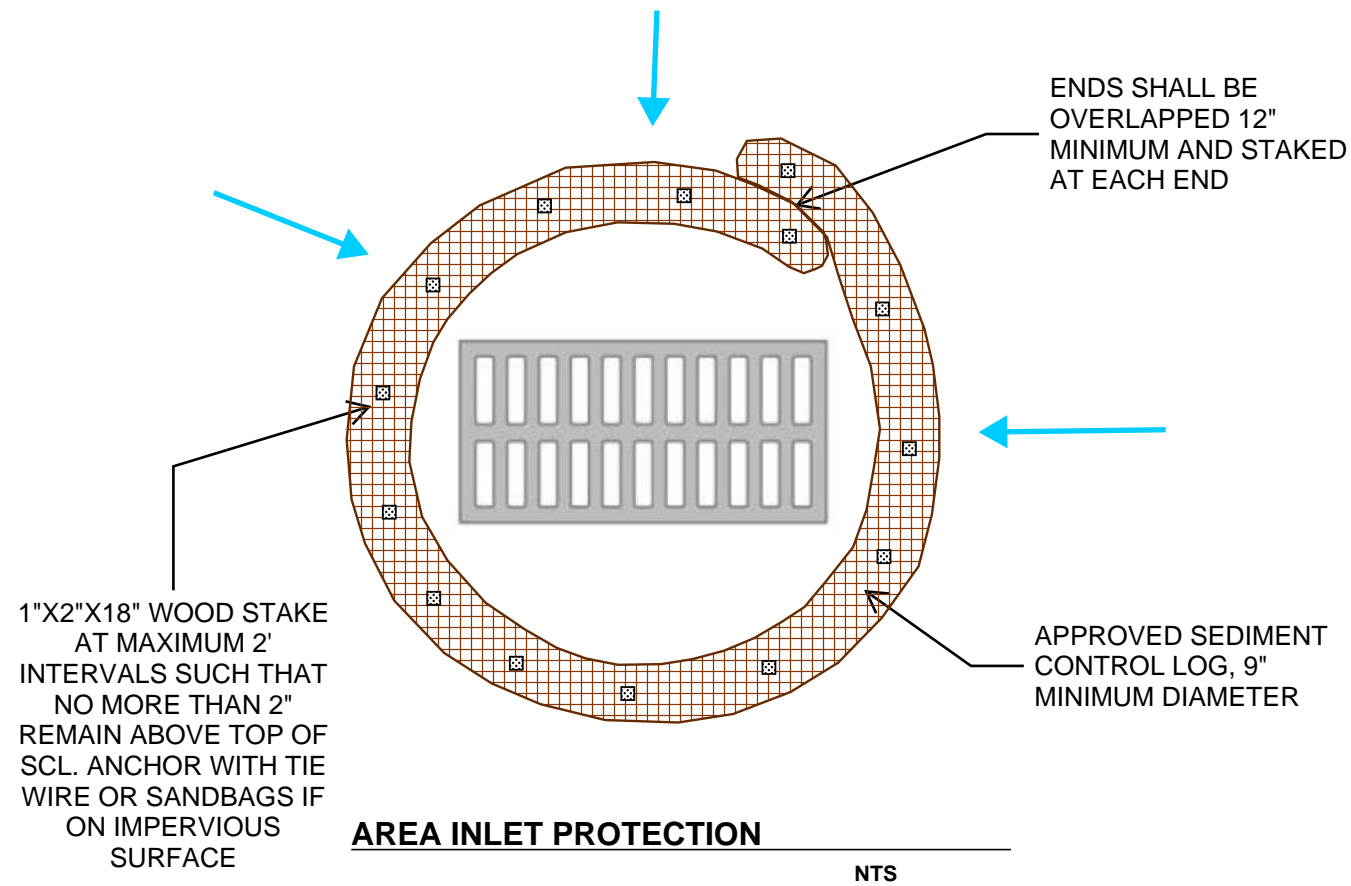 ENDS SHALL BE
OVERLAPPED 12"
MINIMUM AND STAKED
AT EACH END
1"X2"X18" WOOD STAKE
AT MAXIMUM 2'
INTERVALS SUCH THAT
NO MORE THAN 2"
REMAIN ABOVE TOP OF
SCL. ANCHOR WITH TIE
WIRE OR SANDBAGS IF
ON IMPERVIOUS
SURFACE
APPROVED SEDIMENT
CONTROL LOG, 9"
MINIMUM DIAMETER
AREA INLET PROTECTION
NTS